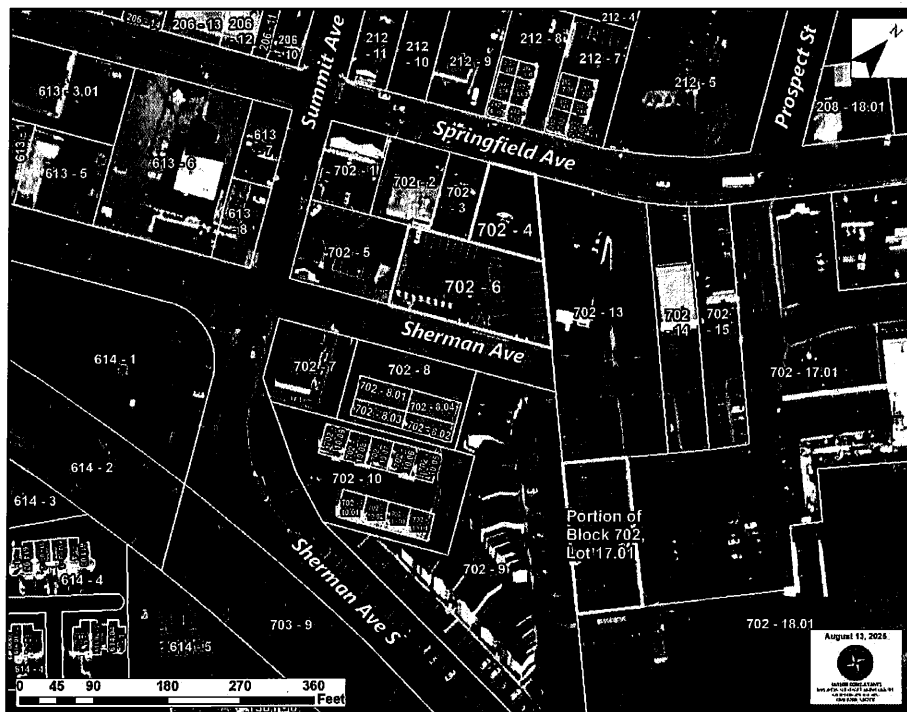 206 - 13
206
- 12
206
10
212
- 11
212
- 10
212 - 9
212 - 8
212 - 4
212 - 7
212 - 5
208 - 18.01
Summit Ave
Prospect St
Springfield Ave
613 - 3.01
613 - 5
613 - 6
613
7
613
8
702 - 1
702 - 2
702
- 3
702 - 4
702 - 5
702 - 6
Sherman Ave
702 - 13
702
- 14
702
- 15
702 - 17.01
702 - 7
702 - 8
702 - 8.01
702 - 8.04
702 - 8.03
702 - 10
702 - 9
Portion of
Block 702,
Lot 17.01
614 - 1
614 - 2
614 - 3
614 - 4
614 - 5
Sherman Ave S
703 - 9
702 - 18.01
August 13, 2025
0 45 90 180 270 360
Feet